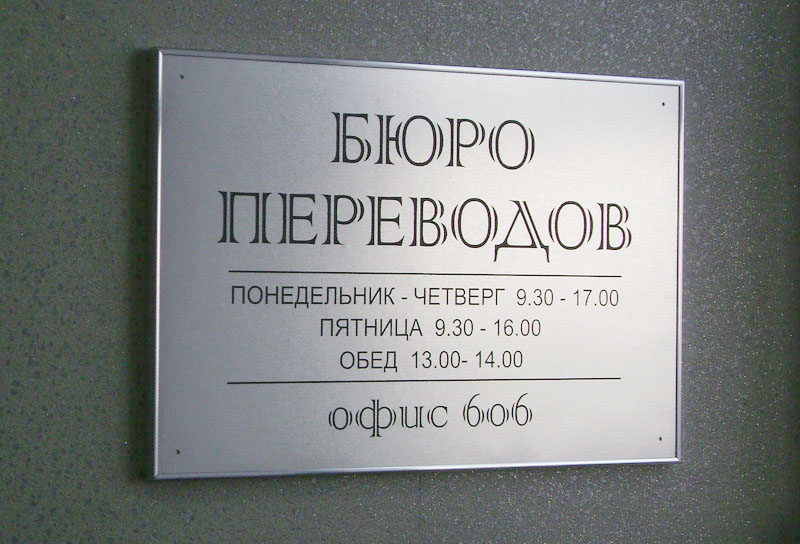 БЮРО
ПЕРЕВОДОВ
ПОНЕДЕЛЬНИК - ЧЕТВЕРГ 9.30 - 17.00
ПЯТНИЦА 9.30 - 16.00
ОБЕД 13.00- 14.00
офис 606